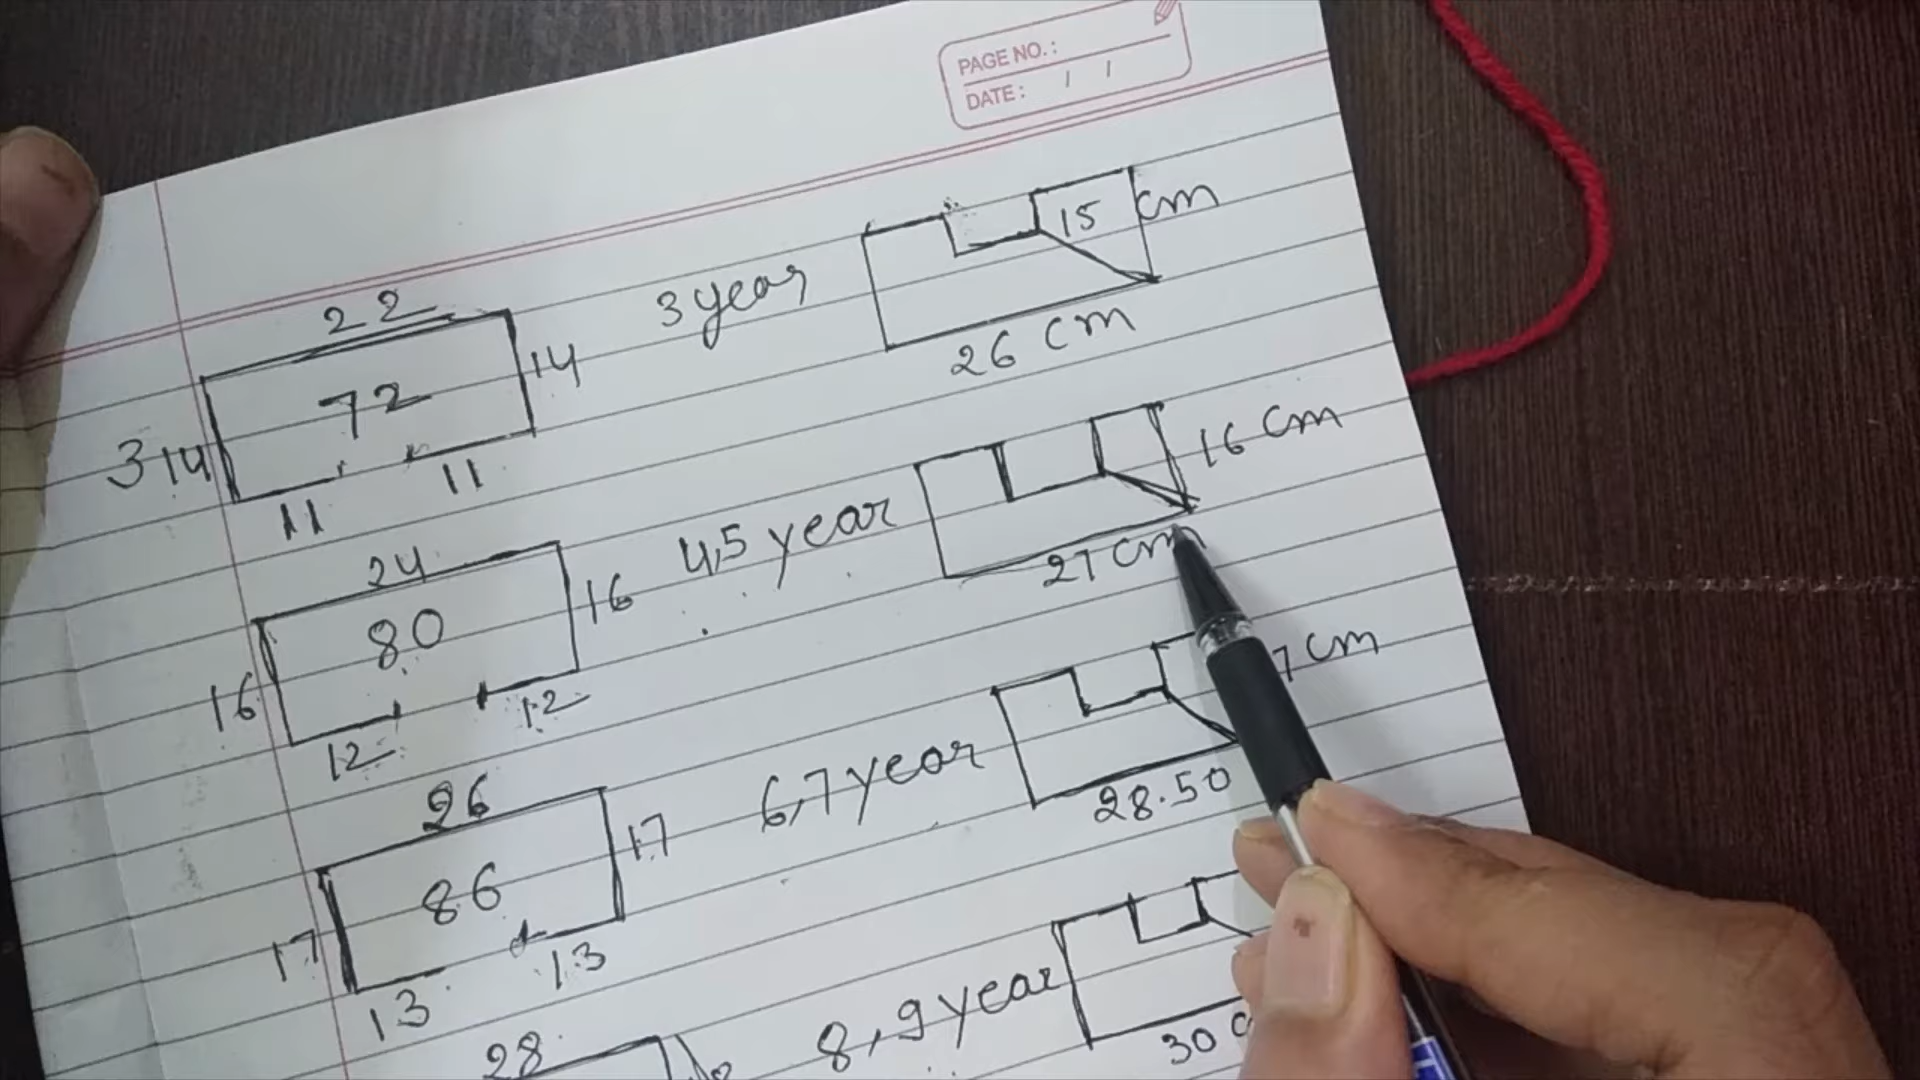 PAGE NO.:
DATE: / /
22
72
14
3 14
11
11
3 year
15 cm
26 cm
24
80
16
16
12
12
4,5 year
16 cm
27 cm
26
86
17
17
13
13
6,7 year
7 cm
28.50
28
8,9 year
30 c